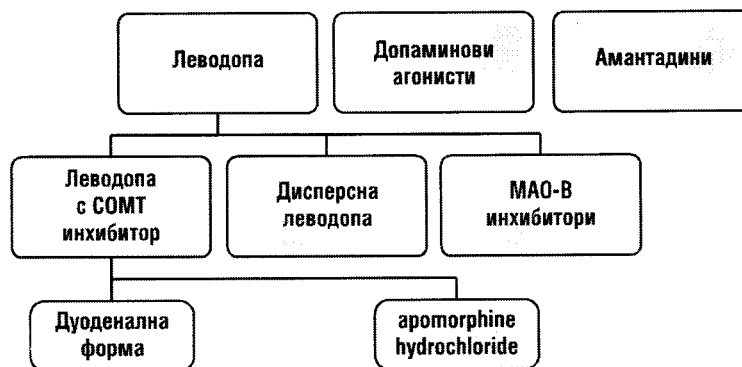 Леводопа
Допаминови
агонисти
Амантадини
Леводопа
с COMT
инхибитор
Дисперсна
леводопа
МАО-В
инхибитори
Дуоденална
форма
apomorphine
hydrochloride